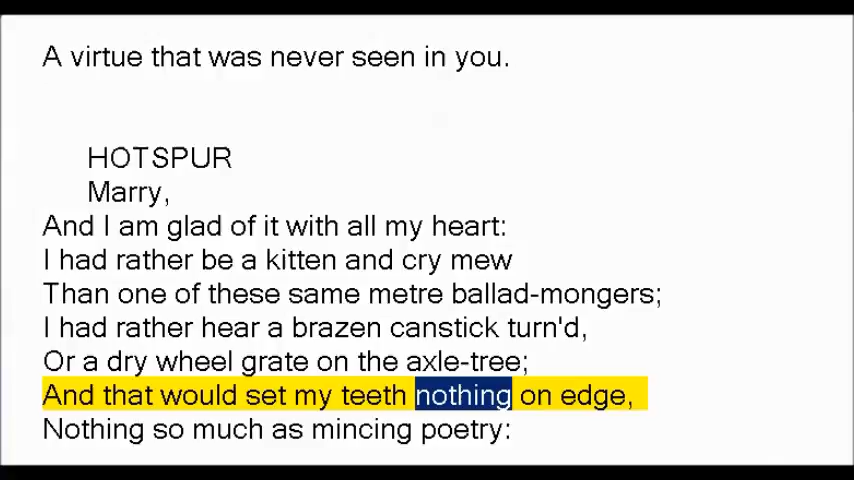 A virtue that was never seen in you.
HOTSPUR
Marry,
And I am glad of it with all my heart:
I had rather be a kitten and cry mew
Than one of these same metre ballad-mongers;
I had rather hear a brazen canstick turn'd,
Or a dry wheel grate on the axle-tree;
And that would set my teeth nothing on edge,
Nothing so much as mincing poetry: